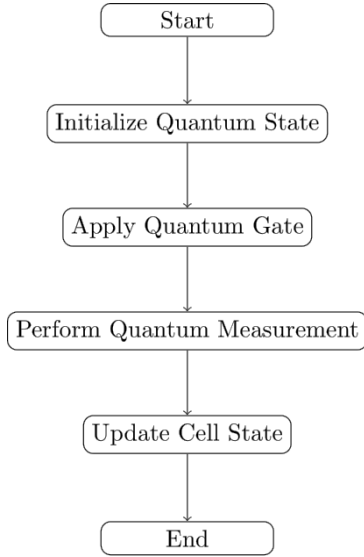 Start
Initialize Quantum State
Apply Quantum Gate
Perform Quantum Measurement
Update Cell State
End